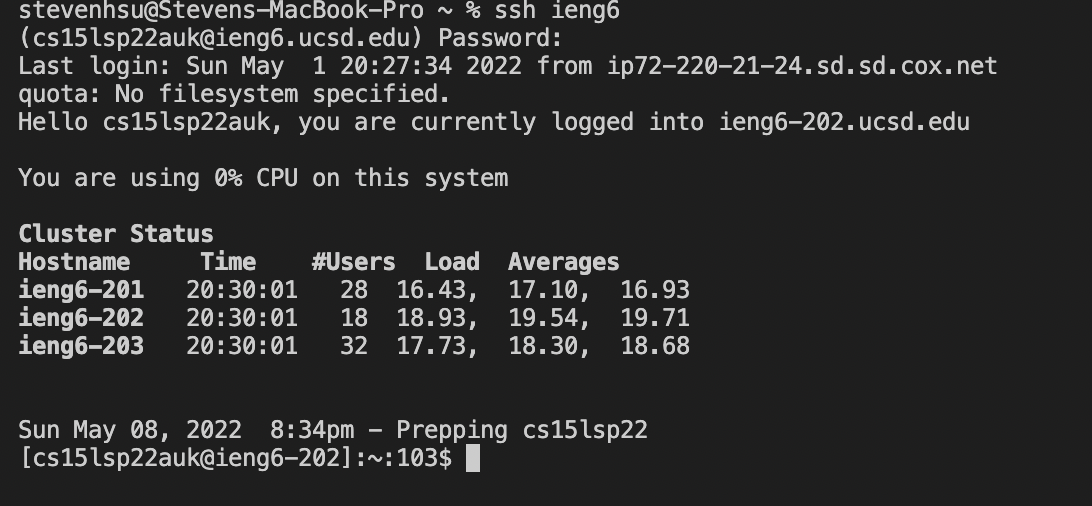 stevenhsu@Stevens-MacBook-Pro ~ % ssh ieng6
(cs15lsp22auk@ieng6.ucsd.edu) Password:
Last login: Sun May  1 20:27:34 2022 from ip72-220-21-24.sd.sd.cox.net
quota: No filesystem specified.
Hello cs15lsp22auk, you are currently logged into ieng6-202.ucsd.edu
You are using 0% CPU on this system
Cluster Status
Hostname     Time    #Users  Load  Averages
ieng6-201   20:30:01   28  16.43,  17.10,  16.93
ieng6-202   20:30:01   18  18.93,  19.54,  19.71
ieng6-203   20:30:01   32  17.73,  18.30,  18.68
Sun May 08, 2022  8:34pm - Prepping cs15lsp22
[cs15lsp22auk@ieng6-202]:~:103$